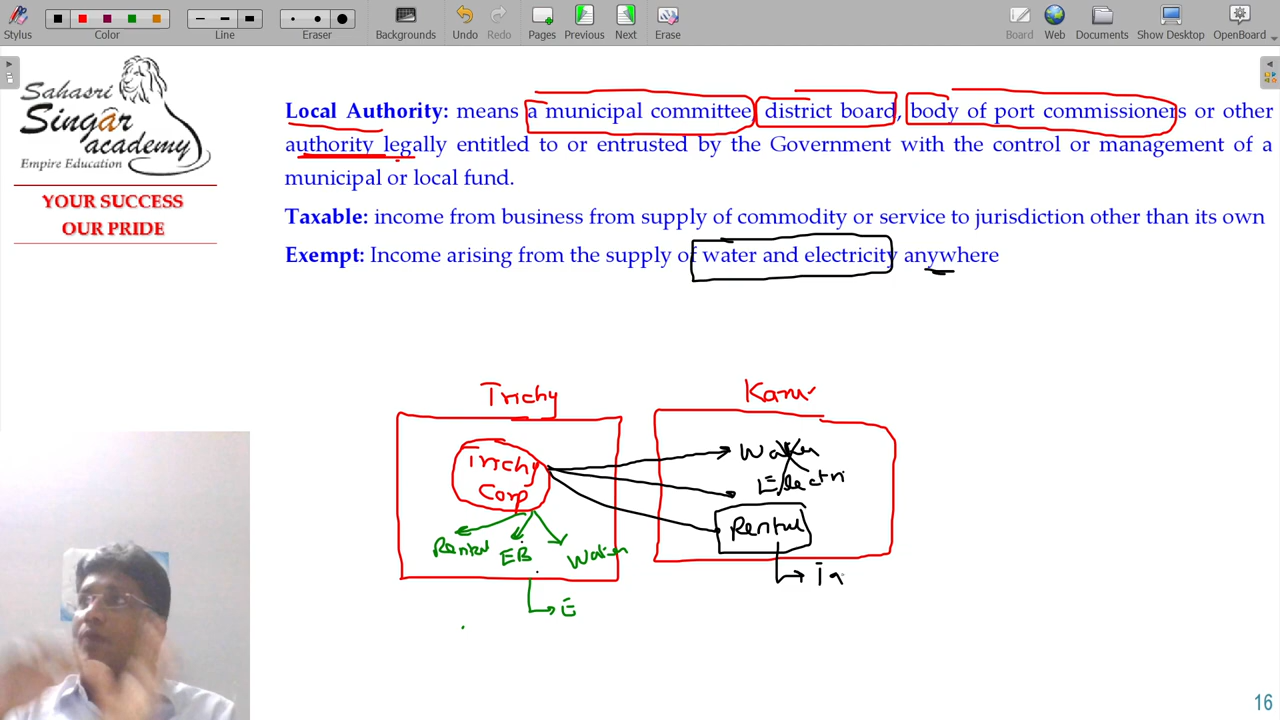 Stylus
Color
Line
Eraser
Backgrounds
Undo
Redo
Pages
Previous
Next
Erase
Board
Web
Documents
Show Desktop
OpenBoard
Sahasri
Singar
academy
Empire Education
YOUR SUCCESS
OUR PRIDE
Local Authority: means a municipal committee, district board, body of port commissioners or other
authority legally entitled to or entrusted by the Government with the control or management of a
municipal or local fund.
Taxable: income from business from supply of commodity or service to jurisdiction other than its own
Exempt: Income arising from the supply of water and electricity anywhere
Trichy
Trichy
Corp
Rental
EB
Water
E
Water
Electri
Rental
16